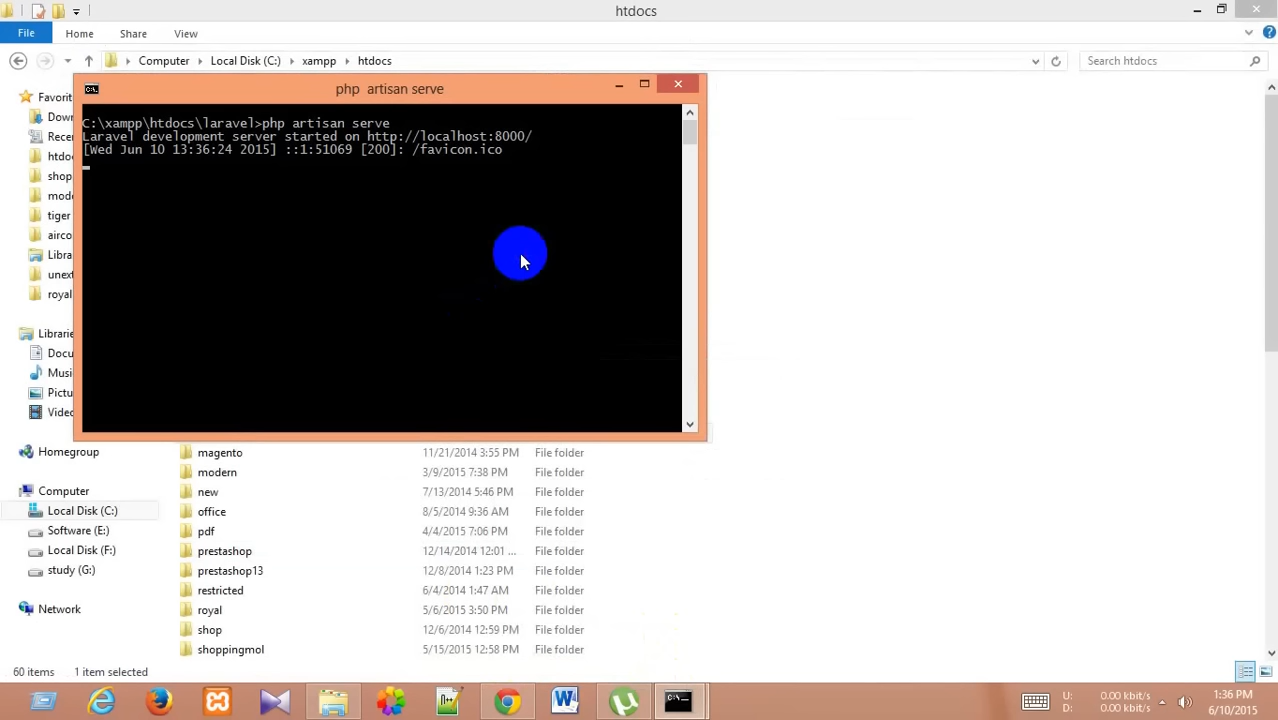 htdocs
File Home Share View
Computer Local Disk (C:) xampp htdocs
Search htdocs
Favorit
Down
Recen
htdoc
shop
mode
tiger
airco
Libra
unext
royal
Librarie
Docu
Musi
Pictu
Video
Homegroup
Computer
Local Disk (C:)
Software (E:)
Local Disk (F:)
study (G:)
Network
php artisan serve
C:\xampp\htdocs\laravel>php artisan serve
Laravel development server started on http://localhost:8000/
[Wed Jun 10 13:36:24 2015] ::1:51069 [200]: /favicon.ico
magento 11/21/2014 3:55 PM File folder
modern 3/9/2015 7:38 PM File folder
new 7/13/2014 5:46 PM File folder
office 8/5/2014 9:36 AM File folder
pdf 4/4/2015 7:06 PM File folder
prestashop 12/14/2014 12:01 ... File folder
prestashop13 12/8/2014 1:23 PM File folder
restricted 6/4/2014 1:47 AM File folder
royal 5/6/2015 3:50 PM File folder
shop 12/6/2014 12:59 PM File folder
shoppingmol 5/15/2015 12:58 PM File folder
60 items 1 item selected
U: 0.00 kbit/s
D: 0.00 kbit/s
1:36 PM
6/10/2015